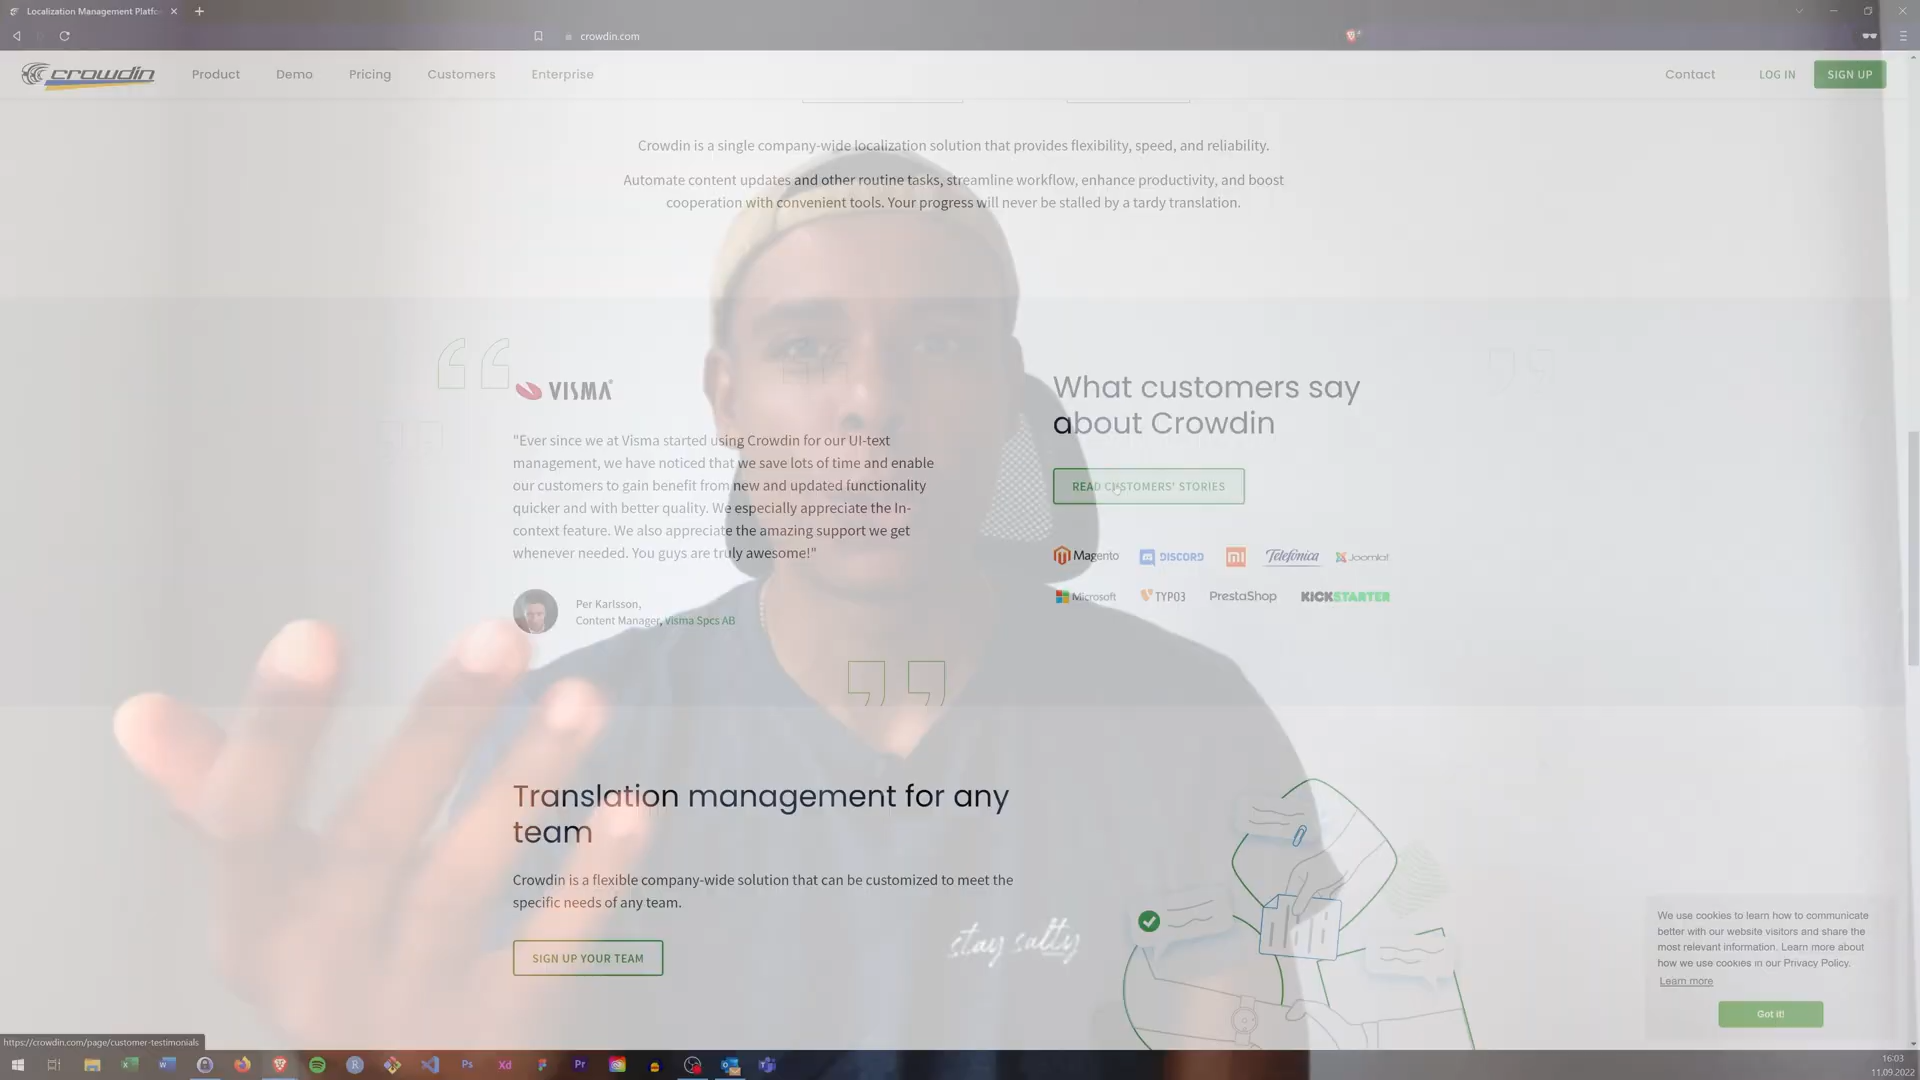 Localization Management Platfo
crowdin.com
crowdin
Product
Demo
Pricing
Customers
Enterprise
Contact
LOG IN
SIGN UP
Crowdin is a single company-wide localization solution that provides flexibility, speed, and reliability.
Automate content updates and other routine tasks, streamline workflow, enhance productivity, and boost
cooperation with convenient tools. Your progress will never be stalled by a tardy translation.
VISMA
"Ever since we at Visma started using Crowdin for our UI-text
management, we have noticed that we save lots of time and enable
our customers to gain benefit from new and updated functionality
quicker and with better quality. We especially appreciate the In-
context feature. We also appreciate the amazing support we get
whenever needed. You guys are truly awesome!"
Per Karlsson,
Content Manager, Visma Spcs AB
What customers say
about Crowdin
READ CUSTOMERS' STORIES
Magento
DISCORD
mi
Telefónica
Joomla!
Microsoft
TYPO3
PrestaShop
KICKSTARTER
Translation management for any
team
Crowdin is a flexible company-wide solution that can be customized to meet the
specific needs of any team.
SIGN UP YOUR TEAM
stay salty
We use cookies to learn how to communicate
better with our website visitors and share the
most relevant information. Learn more about
how we use cookies in our Privacy Policy.
Learn more
Got it!
https://crowdin.com/page/customer-testimonials
Ps
Xd
Pr
16:03
11.09.2022